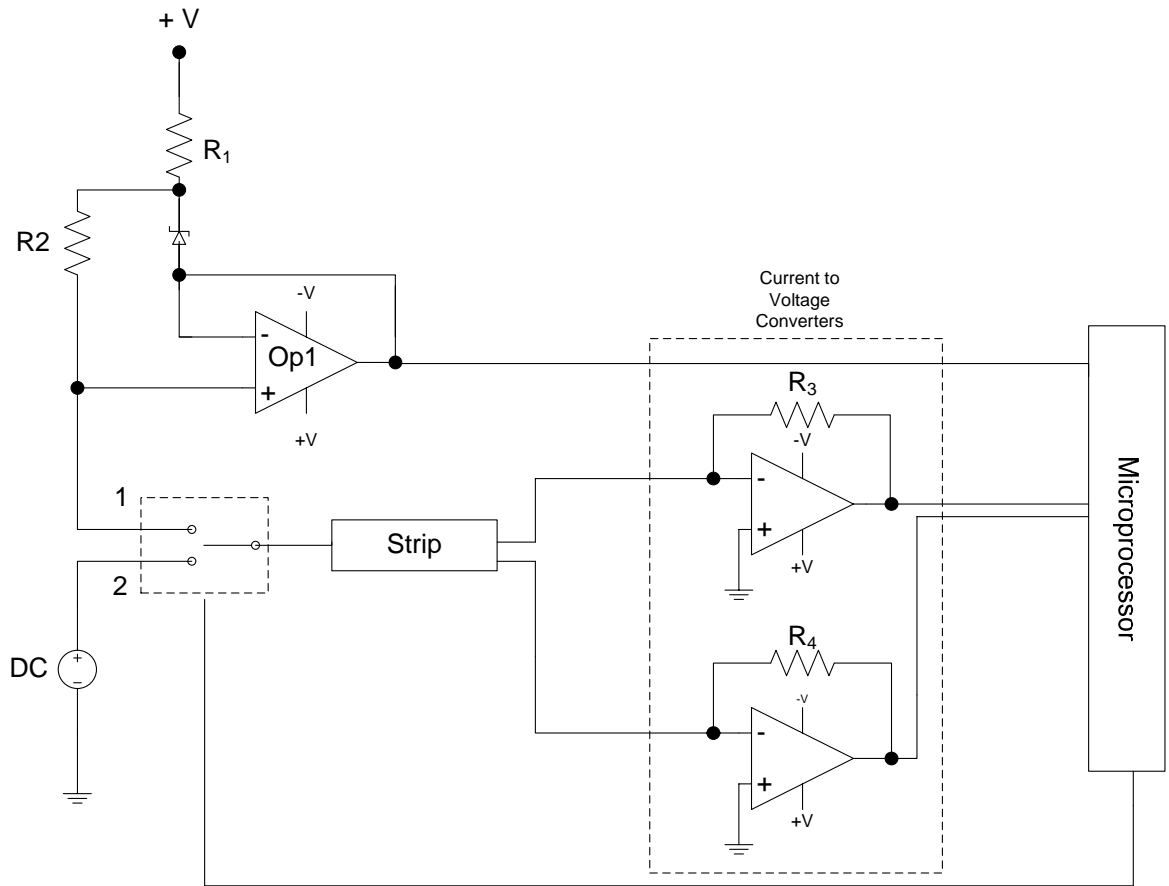 + V
R1
R2
-V
-
Op1
+
+V
Current to
Voltage
Converters
R3
-V
-
+
+V
Microprocessor
1
2
Strip
DC
+
-
R4
-V
-
+
+V